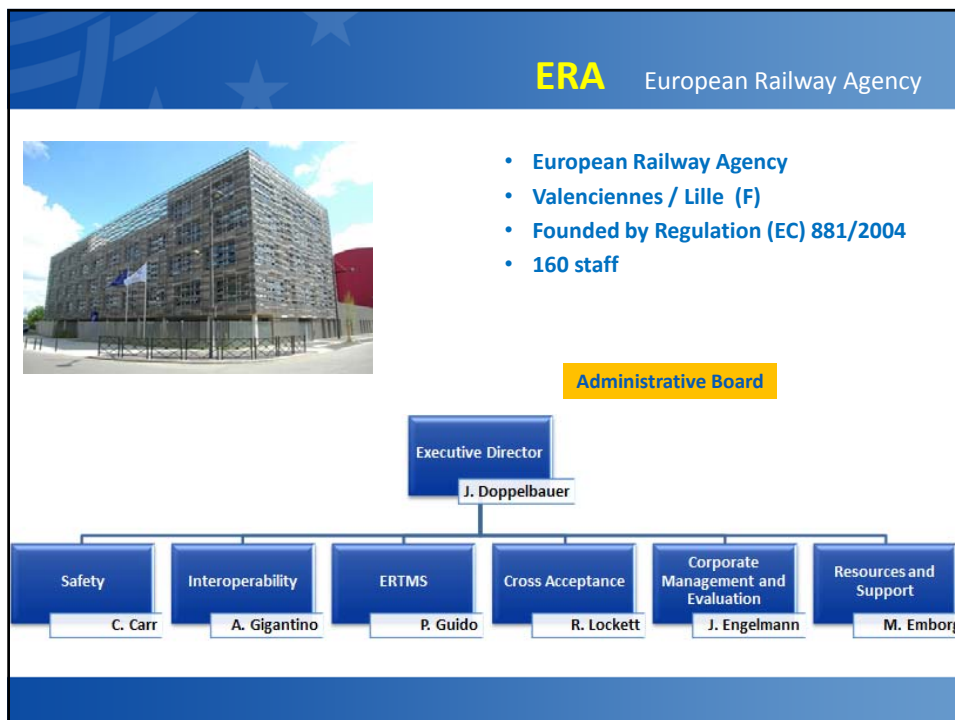 ERA European Railway Agency
• European Railway Agency
• Valenciennes / Lille (F)
• Founded by Regulation (EC) 881/2004
• 160 staff
Administrative Board
Executive Director
J. Doppelbauer
Safety
C. Carr
Interoperability
A. Gigantino
ERTMS
P. Guido
Cross Acceptance
R. Lockett
Corporate
Management and
Evaluation
J. Engelmann
Resources and
Support
M. Emborg